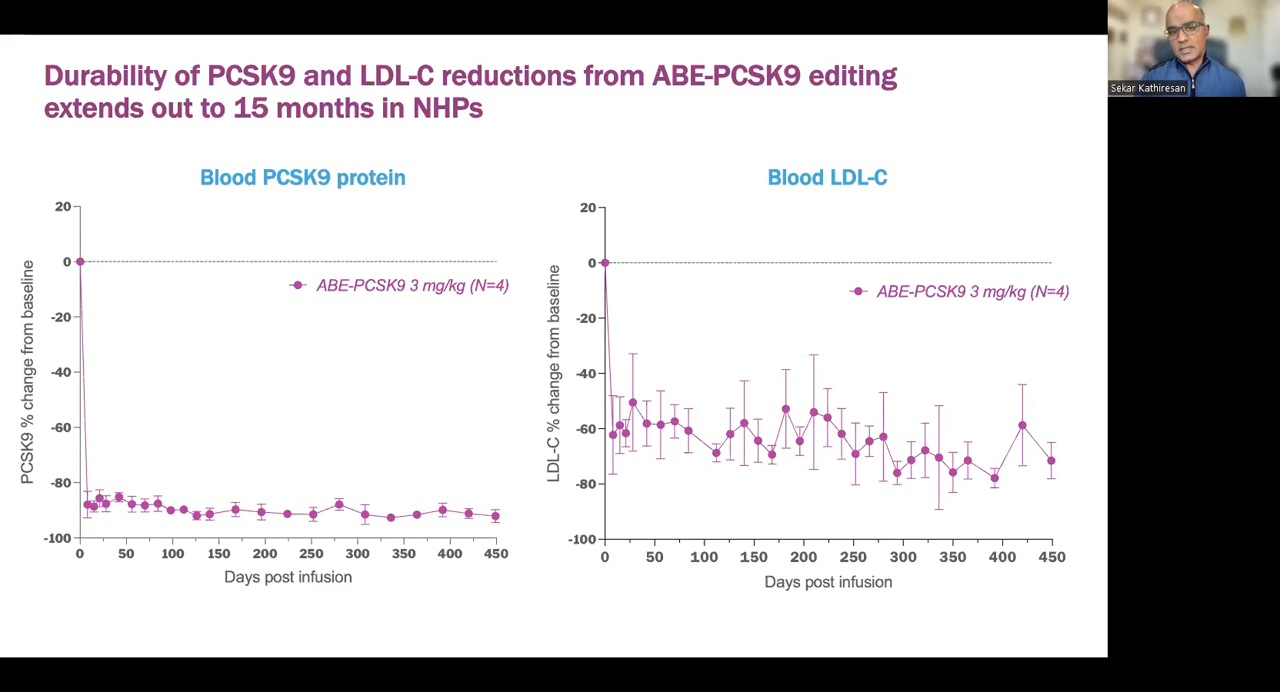 Durability of PCSK9 and LDL-C reductions from ABE-PCSK9 editing
extends out to 15 months in NHPs
Sekar Kathiresan
Blood PCSK9 protein
20
0
-20
-40
-60
-80
-100
PCSK9 % change from baseline
ABE-PCSK9 3 mg/kg (N=4)
0 50 100 150 200 250 300 350 400 450
Days post infusion
Blood LDL-C
20
0
-20
-40
-60
-80
-100
LDL-C % change from baseline
ABE-PCSK9 3 mg/kg (N=4)
0 50 100 150 200 250 300 350 400 450
Days post infusion